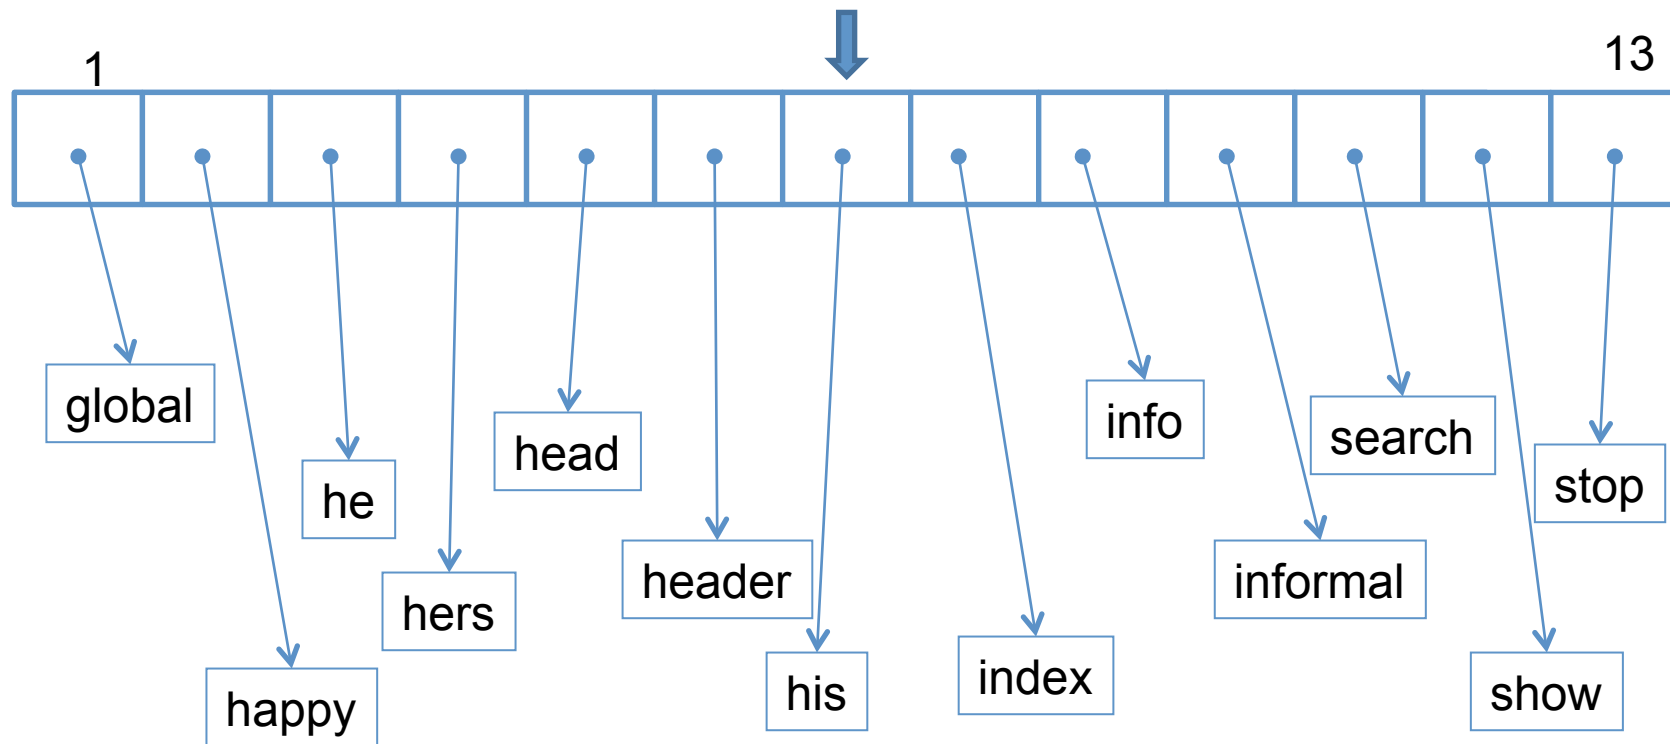 1
13
global
happy
he
hers
head
header
his
index
info
informal
search
show
stop